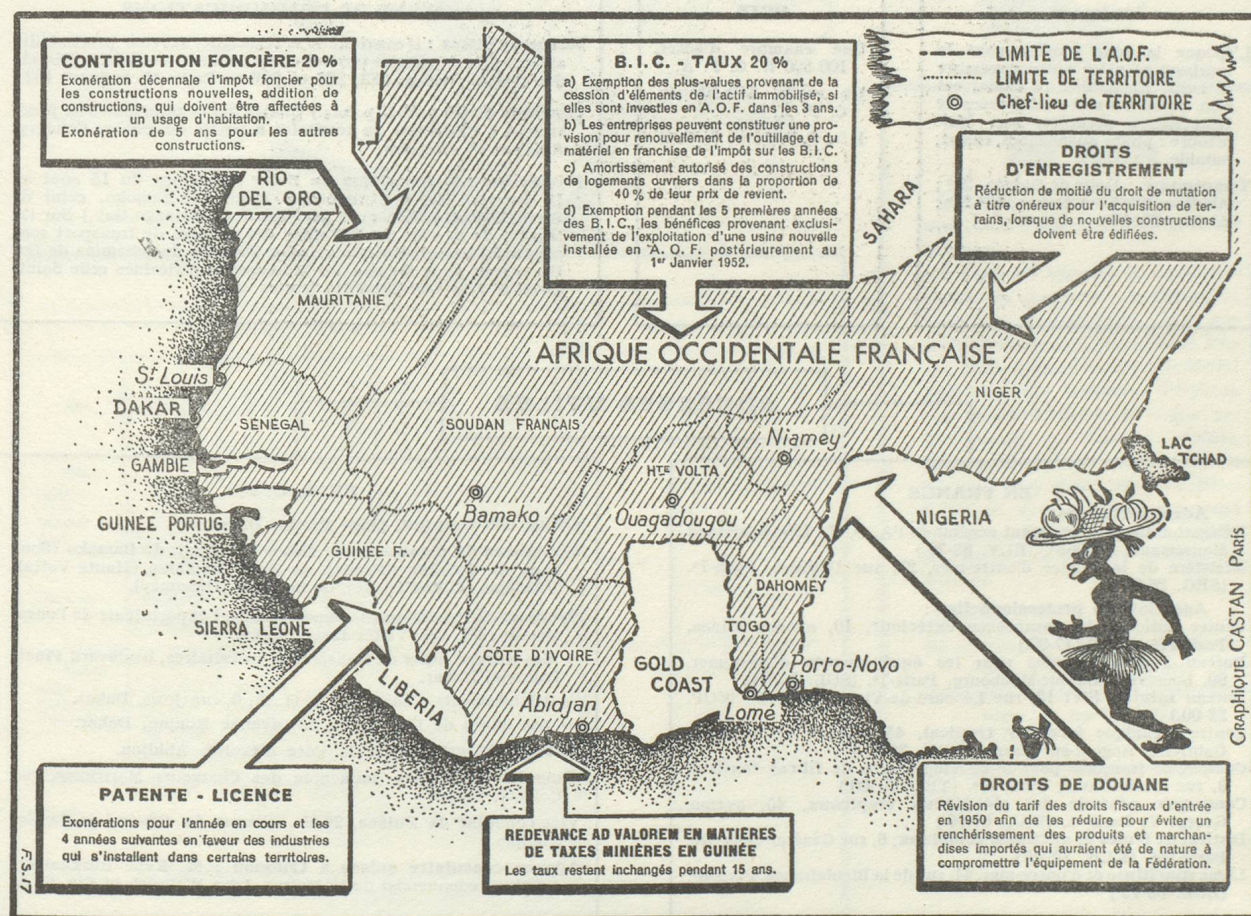 CONTRIBUTION FONCIÈRE 20 %
Exonération décennale d'impôt foncier pour
les constructions nouvelles, addition de
constructions, qui doivent être affectées à
un usage d'habitation.
Exonération de 5 ans pour les autres
constructions.
B.I.C. - TAUX 20 %
a) Exemption des plus-values provenant de la
cession d'éléments de l'actif immobilisé, si
elles sont investies en A.O.F. dans les 3 ans.
b) Les entreprises peuvent constituer une pro-
vision pour renouvellement de l'outillage et du
matériel en franchise de l'impôt sur les B.I.C.
c) Amortissement autorisé des constructions
de logements ouvriers dans la proportion de
40 % de leur prix de revient.
d) Exemption pendant les 5 premières années
des B.I.C., les bénéfices provenant exclusi-
vement de l'exploitation d'une usine nouvelle
installée en A.O.F. postérieurement au
1er Janvier 1952.
LIMITE DE L'A.O.F.
LIMITE DE TERRITOIRE
Chef-lieu de TERRITOIRE
DROITS
D'ENREGISTREMENT
Réduction de moitié du droit de mutation
à titre onéreux pour l'acquisition de ter-
rains, lorsque de nouvelles constructions
doivent être édifiées.
RIO
DEL ORO
SAHARA
MAURITANIE
AFRIQUE OCCIDENTALE FRANÇAISE
St Louis
DAKAR
SÉNÉGAL
SOUDAN FRANÇAIS
NIGER
Niamey
LAC
TCHAD
GAMBIE
HTE VOLTA
Bamako
Ouagadougou
NIGERIA
GUINÉE PORTUG.
GUINÉE Fr.
DAHOMEY
SIERRA LEONE
TOGO
CÔTE D'IVOIRE
GOLD
COAST
Porto-Novo
LIBERIA
Abidjan
Lomé
PATENTE - LICENCE
Exonérations pour l'année en cours et les
4 années suivantes en faveur des industries
qui s'installent dans certains territoires.
REDEVANCE AD VALOREM EN MATIÈRES
DE TAXES MINIÈRES EN GUINÉE
Les taux restant inchangés pendant 15 ans.
DROITS DE DOUANE
Révision du tarif des droits fiscaux d'entrée
en 1950 afin de les réduire pour éviter un
renchérissement des produits et marchan-
dises importés qui auraient été de nature à
compromettre l'équipement de la Fédération.
F.S.17
GRAPHIQUE CASTAN PARIS